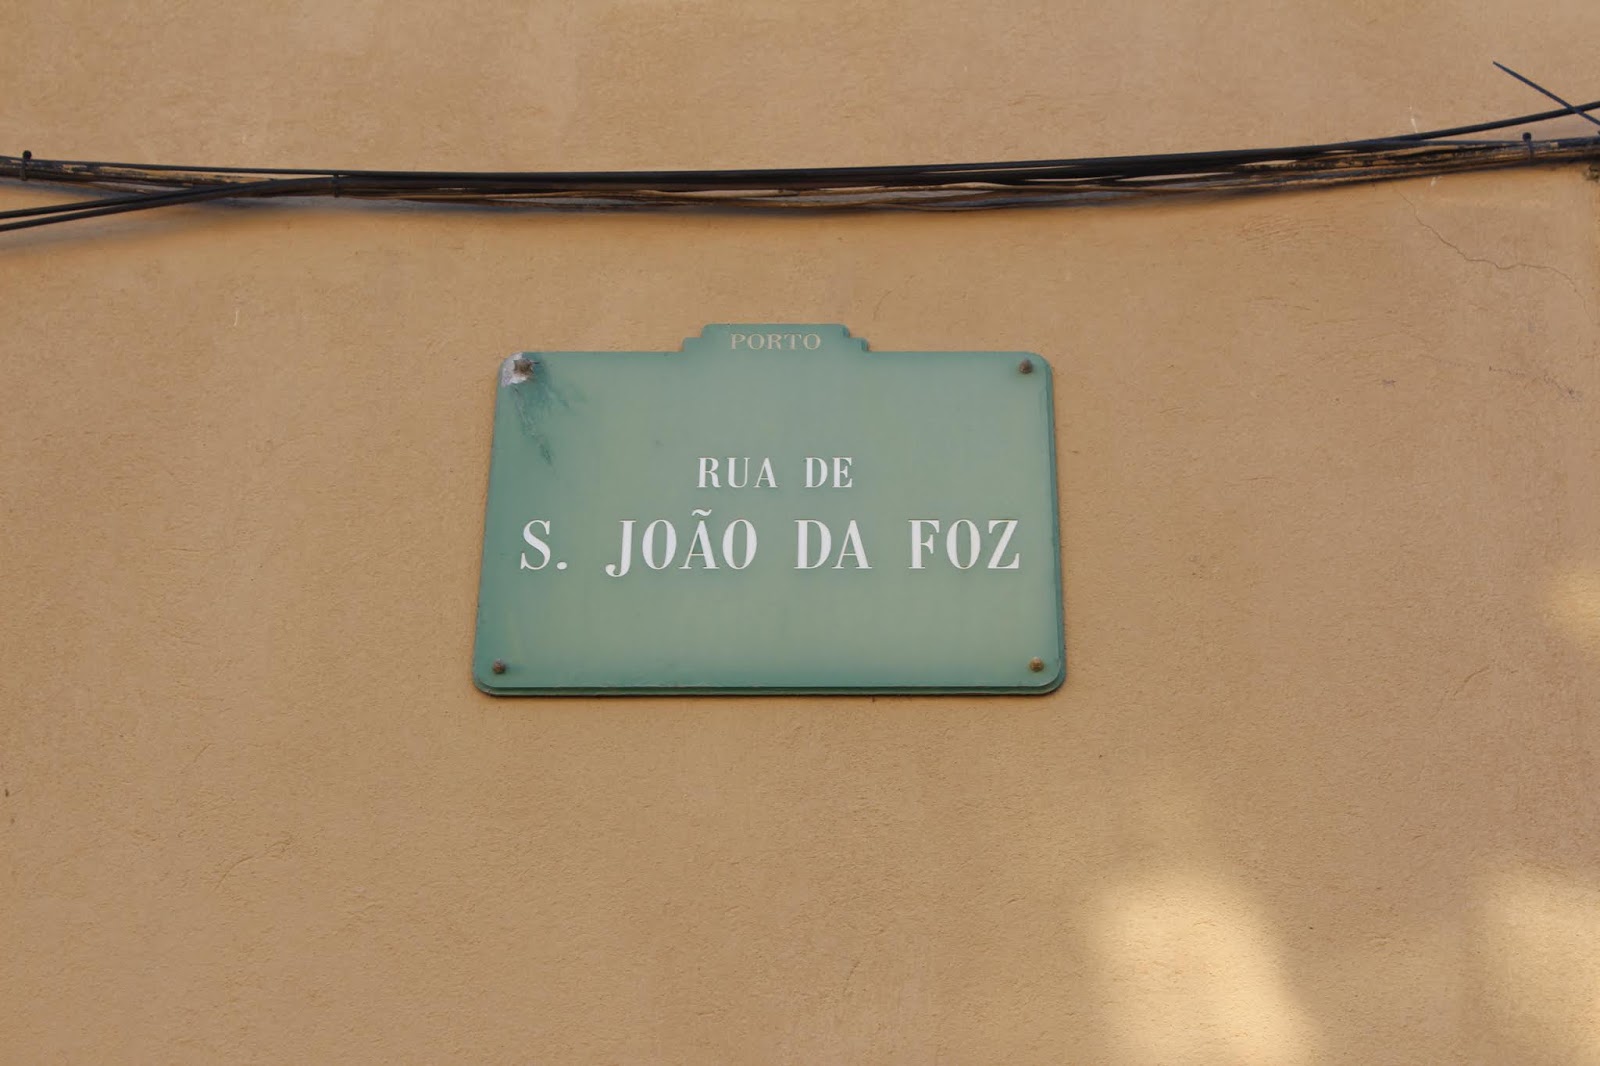 PORTO
RUA DE
S. JOÃO DA FOZ